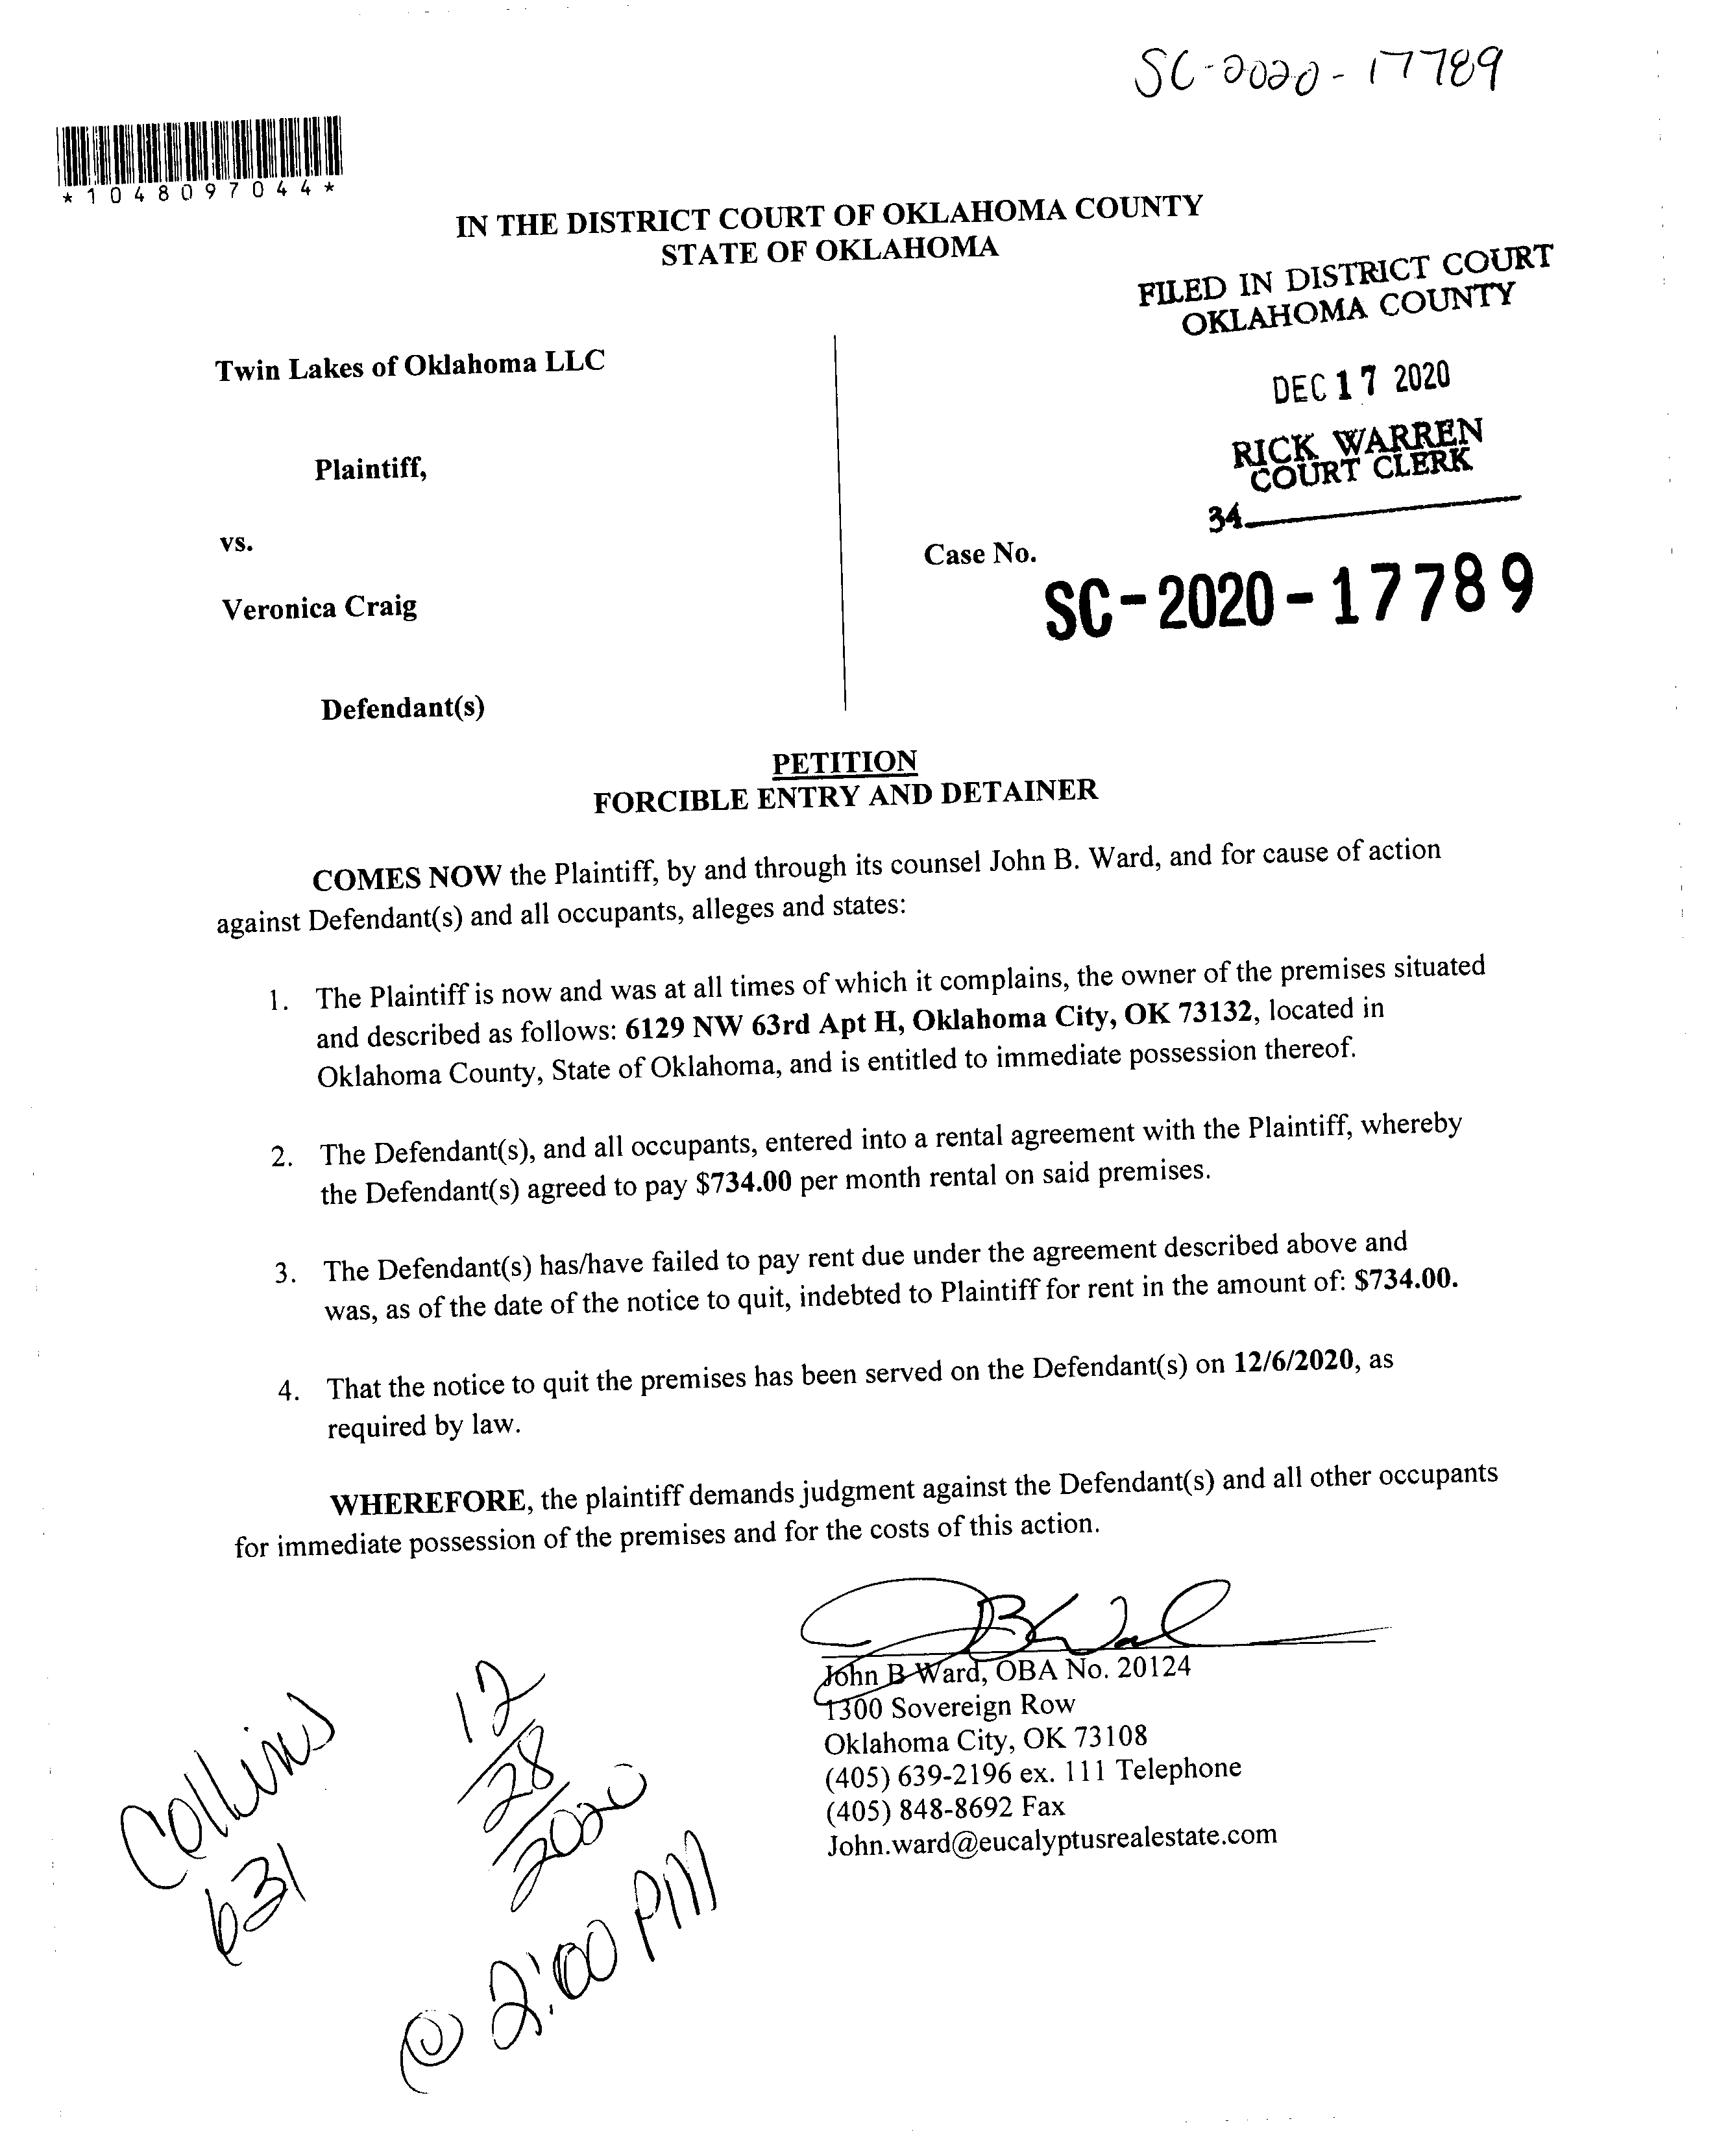 SC-2020-17789
*1048097044*
IN THE DISTRICT COURT OF OKLAHOMA COUNTY
STATE OF OKLAHOMA
FILED IN DISTRICT COURT
OKLAHOMA COUNTY
DEC 17 2020
RICK WARREN
COURT CLERK
34
Twin Lakes of Oklahoma LLC
Plaintiff,
vs.
Veronica Craig
Defendant(s)
Case No.
SC-2020-17789
PETITION
FORCIBLE ENTRY AND DETAINER
COMES NOW the Plaintiff, by and through its counsel John B. Ward, and for cause of action
against Defendant(s) and all occupants, alleges and states:
1. The Plaintiff is now and was at all times of which it complains, the owner of the premises situated
and described as follows: 6129 NW 63rd Apt H, Oklahoma City, OK 73132, located in
Oklahoma County, State of Oklahoma, and is entitled to immediate possession thereof.
2. The Defendant(s), and all occupants, entered into a rental agreement with the Plaintiff, whereby
the Defendant(s) agreed to pay $734.00 per month rental on said premises.
3. The Defendant(s) has/have failed to pay rent due under the agreement described above and
was, as of the date of the notice to quit, indebted to Plaintiff for rent in the amount of: $734.00.
4. That the notice to quit the premises has been served on the Defendant(s) on 12/6/2020, as
required by law.
WHEREFORE, the plaintiff demands judgment against the Defendant(s) and all other occupants
for immediate possession of the premises and for the costs of this action.
John B Ward, OBA No. 20124
1300 Sovereign Row
Oklahoma City, OK 73108
(405) 639-2196 ex. 111 Telephone
(405) 848-8692 Fax
John.ward@eucalyptusrealestate.com
Collins
631
12/28/2020
@ 2:00 PM